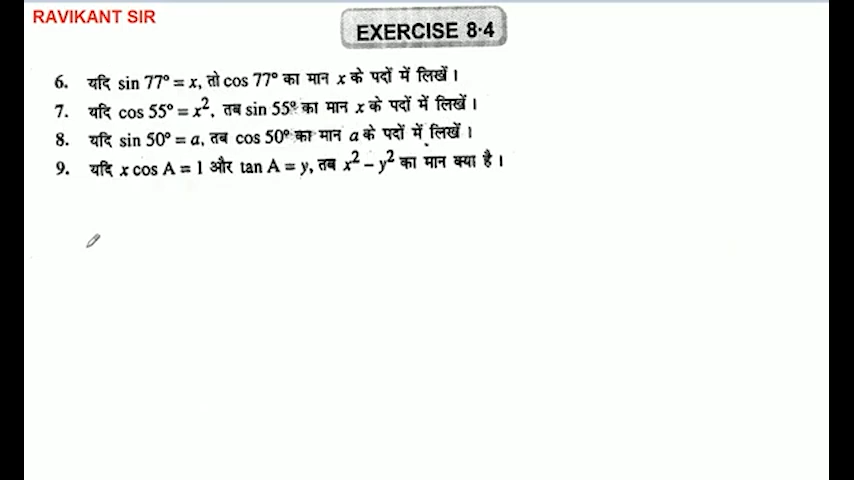 RAVIKANT SIR
EXERCISE 8·4
6. यदि sin 77° = x, तो cos 77° का मान x के पदों में लिखें।
7. यदि cos 55° = x², तब sin 55° का मान x के पदों में लिखें।
8. यदि sin 50° = a, तब cos 50° का मान a के पदों में लिखें।
9. यदि x cos A = 1 और tan A = y, तब x² – y² का मान क्या है।